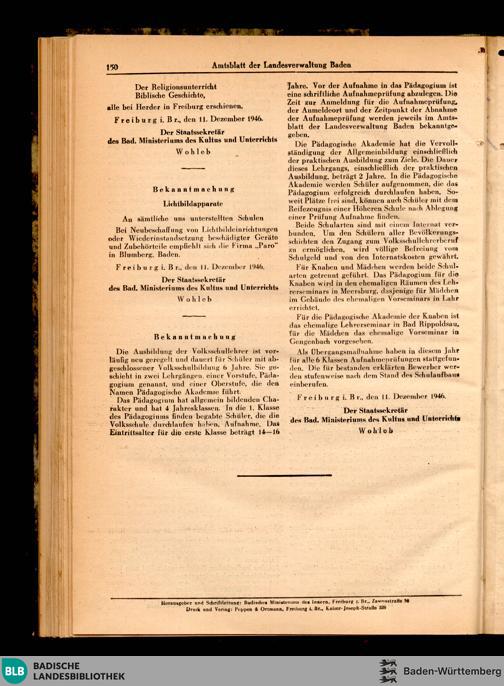 150
Amtsblatt der Landesverwaltung Baden
Der Religionsunterricht
Biblische Geschichte,
alle bei Herder in Freiburg erschienen.
Freiburg i. Br., den 11. Dezember 1946.
Der Staatssekretär
des Bad. Ministeriums des Kultus und Unterrichts
Wohleb
Bekanntmachung
Lichtbildapparate
An sämtliche uns unterstellten Schulen
Bei Neubeschaffung von Lichtbildeinrichtungen
oder Wiederinstandsetzung beschädigter Geräte
und Zubehörteile empfiehlt sich die Firma „Paro"
in Blumberg, Baden.
Freiburg i. Br., den 11. Dezember 1946.
Der Staatssekretär
des Bad. Ministeriums des Kultus und Unterrichts
Wohleb
Bekanntmachung
Die Ausbildung der Volksschullehrer ist vor-
läufig neu geregelt und dauert für Schüler mit ab-
geschlossener Volksschulbildung 6 Jahre. Sie ge-
schieht in zwei Lehrgängen, einer Vorstufe, Päda-
gogium genannt, und einer Oberstufe, die den
Namen Pädagogische Akademie führt.
Das Pädagogium hat allgemein bildenden Cha-
rakter und hat 4 Jahresklassen. In die 1. Klasse
des Pädagogiums finden begabte Schüler, die die
Volksschule durchlaufen haben, Aufnahme. Das
Eintrittsalter für die erste Klasse beträgt 14—16
Jahre. Vor der Aufnahme in das Pädagogium ist
eine schriftliche Aufnahmeprüfung abzulegen. Die
Zeit zur Anmeldung für die Aufnahmeprüfung,
der Anmeldeort und der Zeitpunkt der Abnahme
der Aufnahmeprüfung werden jeweils im Amts-
blatt der Landesverwaltung Baden bekanntge-
geben.
Die Pädagogische Akademie hat die Vervoll-
ständigung der Allgemeinbildung einschließlich
der praktischen Ausbildung zum Ziele. Die Dauer
dieses Lehrgangs, einschließlich der praktischen
Ausbildung, beträgt 2 Jahre. In die Pädagogische
Akademie werden Schüler aufgenommen, die das
Pädagogium erfolgreich durchlaufen haben. So-
weit Plätze frei sind, können auch Schüler mit dem
Reifezeugnis einer Höheren Schule nach Ablegung
einer Prüfung Aufnahme finden.
Beide Schularten sind mit einem Internat ver-
bunden. Um den Schülern aller Bevölkerungs-
schichten den Zugang zum Volksschullehrerberuf
zu ermöglichen, wird völlige Befreiung vom
Schulgeld und von den Internatskosten gewährt.
Für Knaben und Mädchen werden beide Schul-
arten getrennt geführt. Das Pädagogium für die
Knaben wird in den ehemaligen Räumen des Leh-
rerseminars in Meersburg, dasjenige für Mädchen
im Gebäude des ehemaligen Vorseminars in Lahr
errichtet.
Für die Pädagogische Akademie der Knaben ist
das ehemalige Lehrerseminar in Bad Rippoldsau,
für die Mädchen das ehemalige Vorseminar in
Gengenbach vorgesehen.
Als Übergangsmaßnahme haben in diesem Jahr
für alle 6 Klassen Aufnahmeprüfungen stattgefun-
den. Die für bestanden erklärten Bewerber wer-
den stufenweise nach dem Stand des Schulaufbaus
einberufen.
Freiburg i. Br., den 11. Dezember 1946.
Der Staatssekretär
des Bad. Ministeriums des Kultus und Unterrichts
Wohleb
Herausgeber und Schriftleitung: Badisches Ministerium des Innern, Freiburg i. Br.,
Druck und Verlag: Poppen & Ortmann, Freiburg i. Br., Kaiser-Joseph-Straße
BLB
BADISCHE
LANDESBIBLIOTHEK
Baden-Württemberg